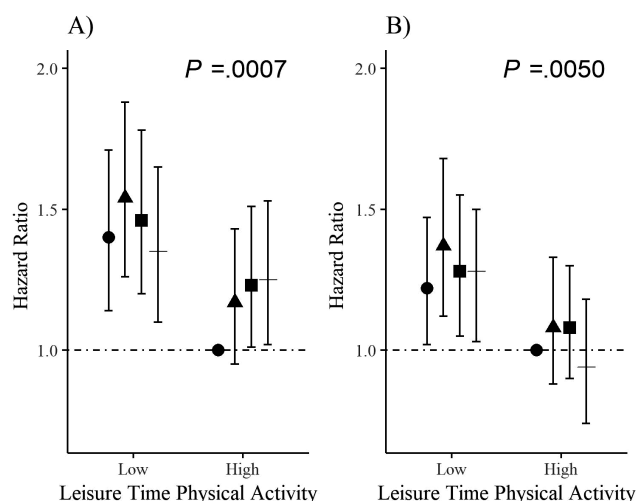 A)
P =.0007
2.0
1.5
1.0
Hazard Ratio
Low High
Leisure Time Physical Activity
B)
P =.0050
2.0
1.5
1.0
Hazard Ratio
Low High
Leisure Time Physical Activity